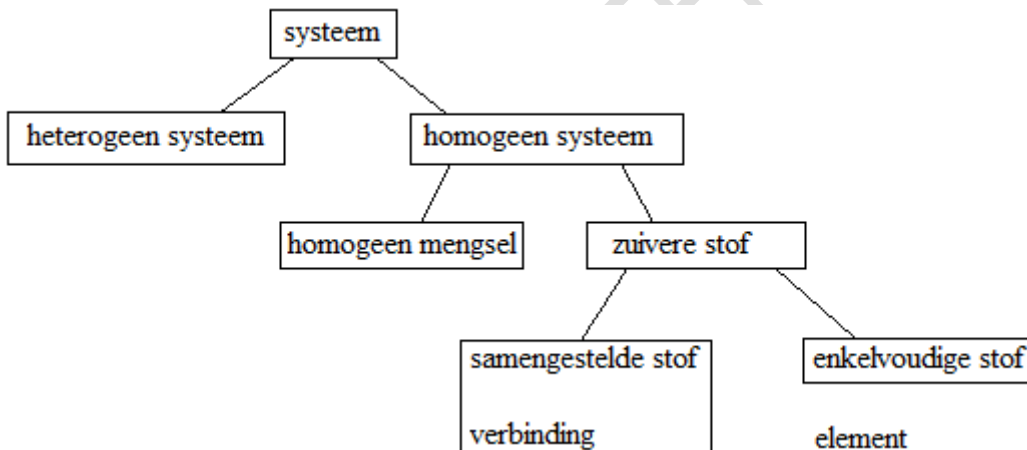 systeem
heterogeen systeem
homogeen systeem
homogeen mengsel
zuivere stof
samengestelde stof
enkelvoudige stof
verbinding
element